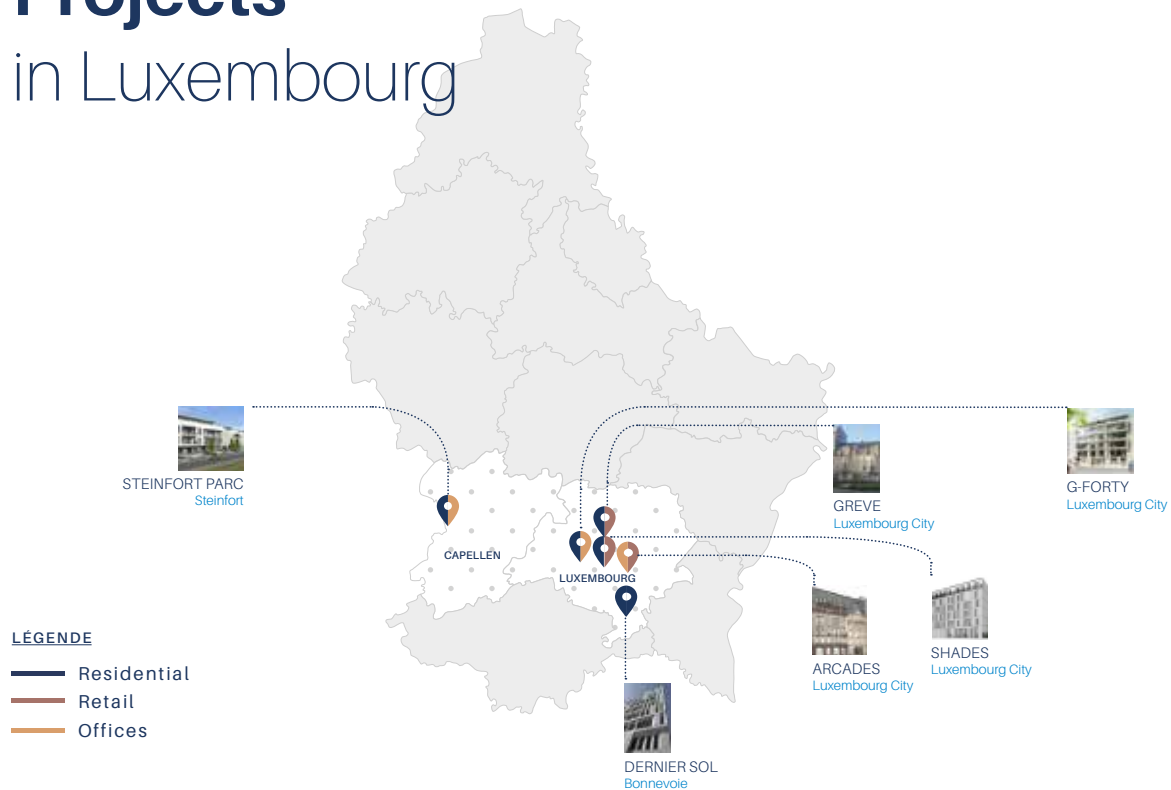 Projects
in Luxembourg
STEINFORT PARC
Steinfort
GREVE
Luxembourg City
G-FORTY
Luxembourg City
CAPELLEN
LUXEMBOURG
LÉGENDE
Residential
Retail
Offices
ARCADES
Luxembourg City
SHADES
Luxembourg City
DERNIER SOL
Bonnevoie